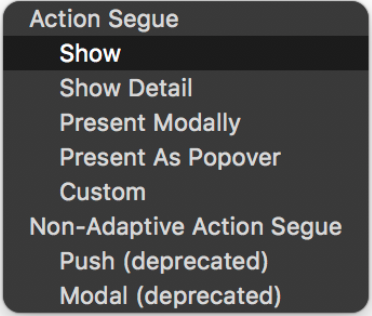 Action Segue
Show
Show Detail
Present Modally
Present As Popover
Custom
Non-Adaptive Action Segue
Push (deprecated)
Modal (deprecated)